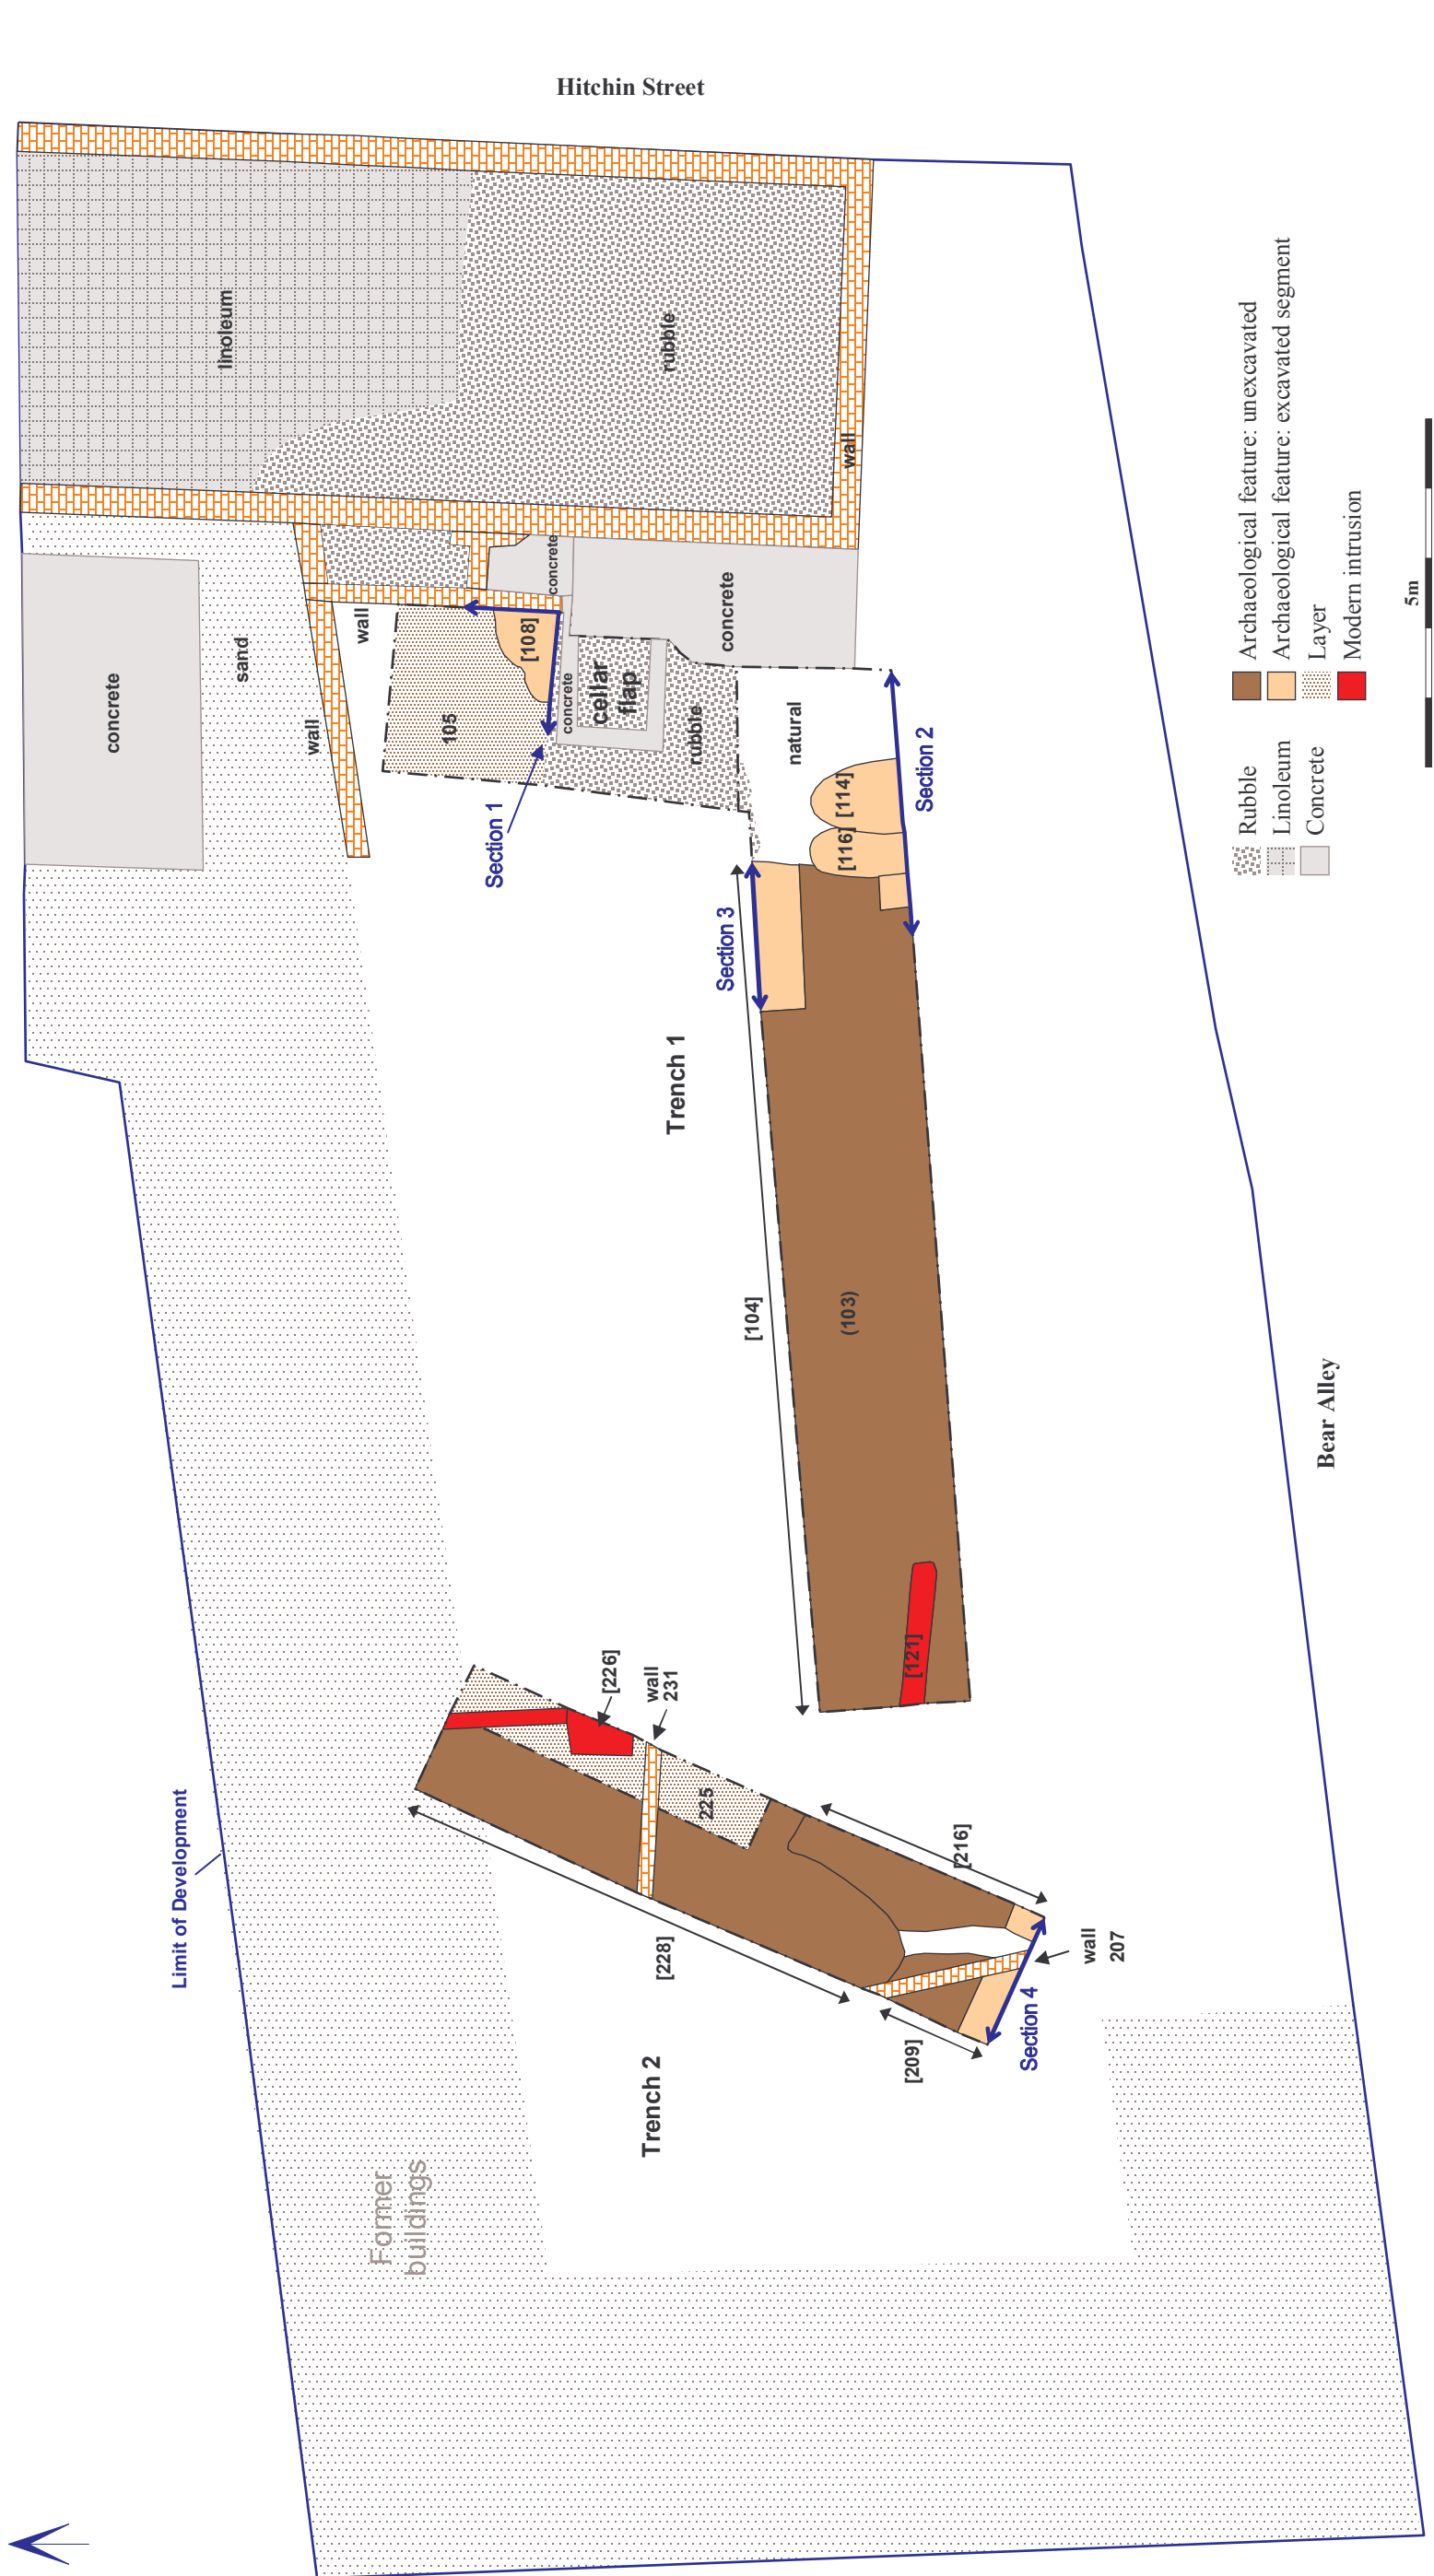 Hitchin Street
linoleum
rubble
wall
concrete
sand
wall
wall
concrete
concrete
[108]
105
concrete
cellar
flap
rubble
natural
Section 1
Section 2
[114]
[116]
Section 3
Trench 1
[104]
(103)
[121]
Bear Alley
Rubble
Linoleum
Concrete
Archaeological feature: unexcavated
Archaeological feature: excavated segment
Layer
Modern intrusion
5m
Limit of Development
[226]
wall
231
225
[216]
[228]
wall
207
[209]
Section 4
Trench 2
Former
buildings